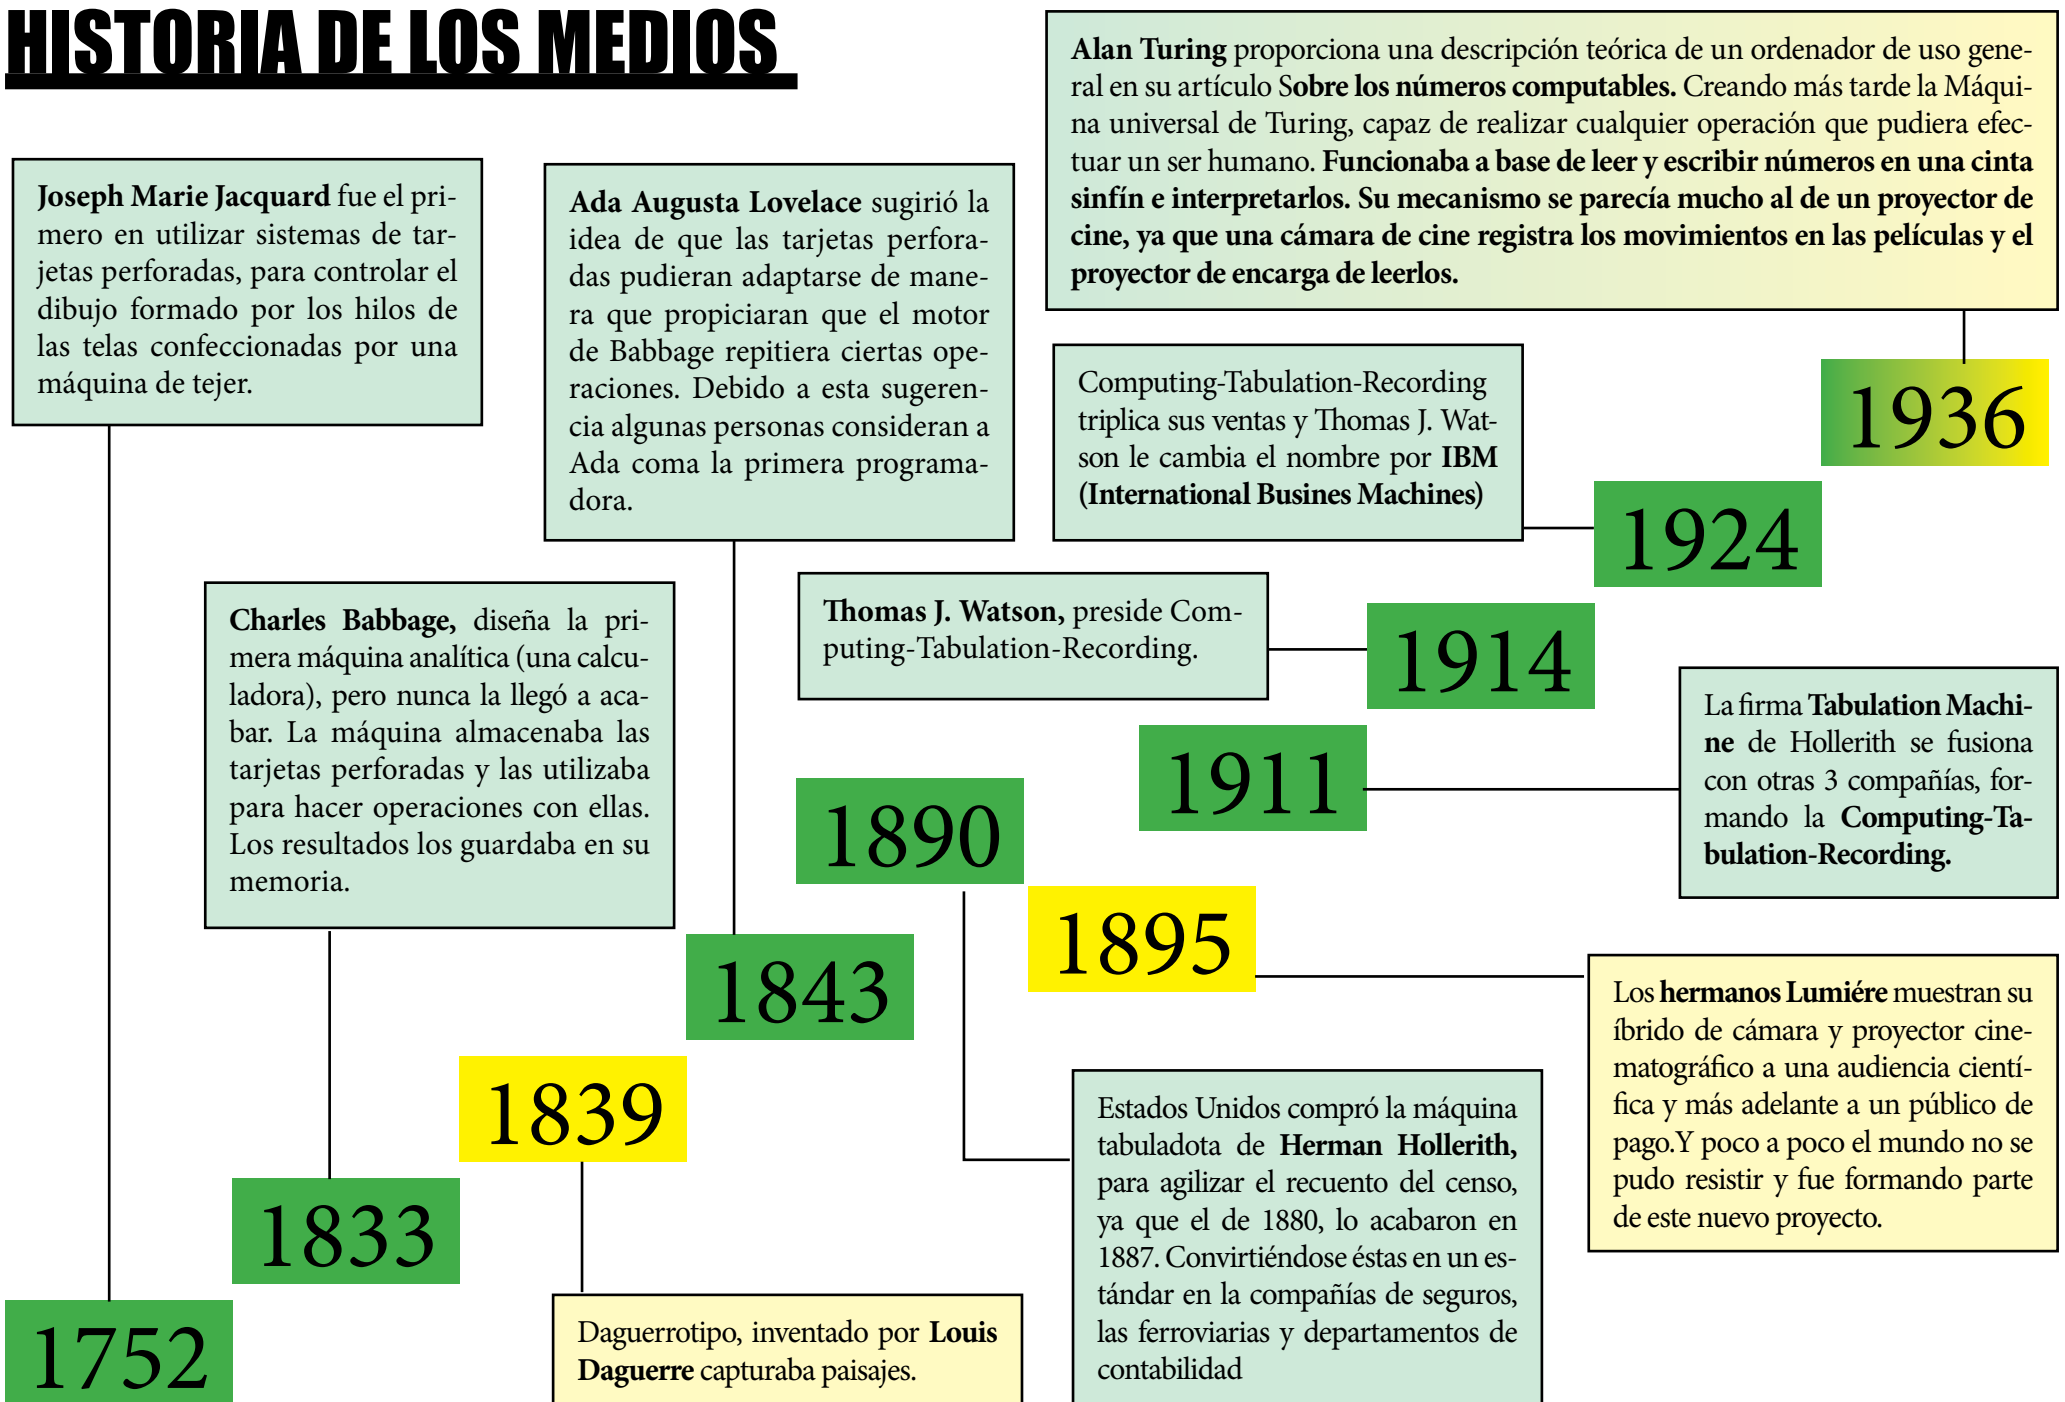 HISTORIA DE LOS MEDIOS
Joseph Marie Jacquard fue el pri-
mero en utilizar sistemas de tar-
jetas perforadas, para controlar el
dibujo formado por los hilos de
las telas confeccionadas por una
máquina de tejer.
1752
Charles Babbage, diseña la pri-
mera máquina analítica (una calcu-
ladora), pero nunca la llegó a aca-
bar. La máquina almacenaba las
tarjetas perforadas y las utilizaba
para hacer operaciones con ellas.
Los resultados los guardaba en su
memoria.
1833
1839
Daguerrotipo, inventado por Louis
Daguerre capturaba paisajes.
Ada Augusta Lovelace sugirió la
idea de que las tarjetas perfora-
das pudieran adaptarse de mane-
ra que propiciaran que el motor
de Babbage repitiera ciertas ope-
raciones. Debido a esta sugeren-
cia algunas personas consideran a
Ada coma la primera programa-
dora.
1843
1890
Estados Unidos compró la máquina
tabuladota de Herman Hollerith,
para agilizar el recuento del censo,
ya que el de 1880, lo acabaron en
1887. Convirtiéndose éstas en un es-
tándar en la compañías de seguros,
las ferroviarias y departamentos de
contabilidad
1895
Los hermanos Lumiére muestran su
íbrido de cámara y proyector cine-
matográfico a una audiencia cientí-
fica y más adelante a un público de
pago.Y poco a poco el mundo no se
pudo resistir y fue formando parte
de este nuevo proyecto.
1911
La firma Tabulation Machi-
ne de Hollerith se fusiona
con otras 3 compañías, for-
mando la Computing-Ta-
bulation-Recording.
Thomas J. Watson, preside Com-
puting-Tabulation-Recording.
1914
Computing-Tabulation-Recording
triplica sus ventas y Thomas J. Wat-
son le cambia el nombre por IBM
(International Busines Machines)
1924
Alan Turing proporciona una descripción teórica de un ordenador de uso gene-
ral en su artículo Sobre los números computables. Creando más tarde la Máqui-
na universal de Turing, capaz de realizar cualquier operación que pudiera efec-
tuar un ser humano. Funcionaba a base de leer y escribir números en una cinta
sinfín e interpretarlos. Su mecanismo se parecía mucho al de un proyector de
cine, ya que una cámara de cine registra los movimientos en las películas y el
proyector de encarga de leerlos.
1936